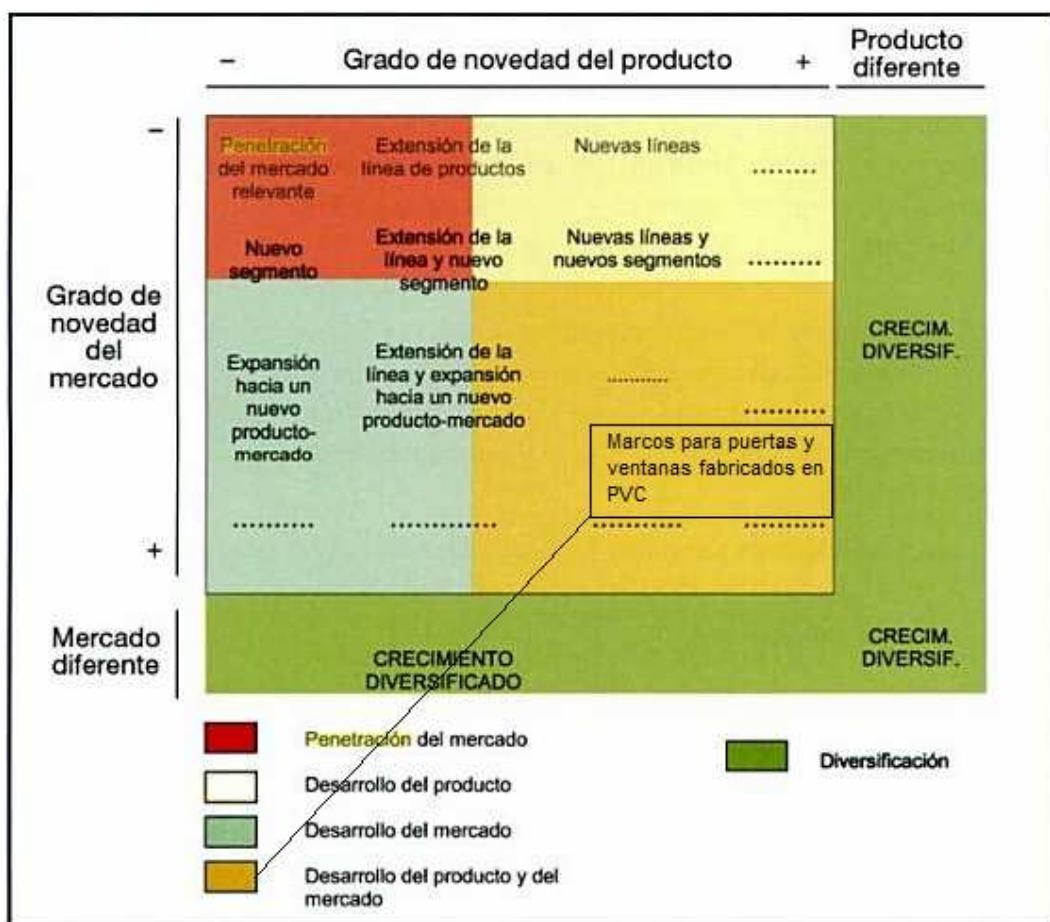 −
Grado de novedad del producto
+
Producto
diferente
−
Grado de
novedad
del
mercado
+
Penetración
del mercado
relevante
Extensión de la
línea de productos
Nuevas líneas
........
Nuevo
segmento
Extensión de la
línea y nuevo
segmento
Nuevas líneas y
nuevos segmentos
.........
CRECIM.
DIVERSIF.
Expansión
hacia un
nuevo
producto-
mercado
Extensión de la
línea y expansión
hacia un nuevo
producto-mercado
..........
..........
Marcos para puertas y
ventanas fabricados en
PVC
..........
.............
...........
..........
Mercado
diferente
CRECIMIENTO
DIVERSIFICADO
CRECIM.
DIVERSIF.
Penetración del mercado
Desarrollo del producto
Desarrollo del mercado
Desarrollo del producto y del
mercado
Diversificación